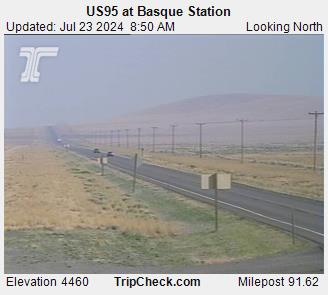 US95 at Basque Station
Updated: Jul 23 2024 8:50 AM Looking North
Elevation 4460 TripCheck.com Milepost 91.62